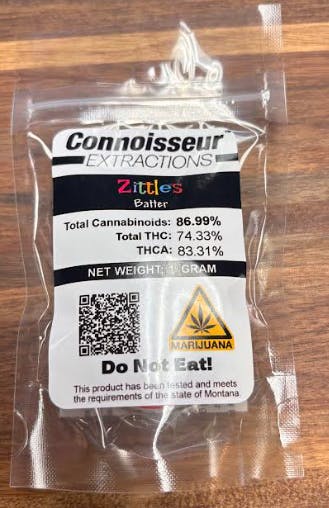 Connoisseur
EXTRACTIONS
Zittles
Batter
Total Cannabinoids: 86.99%
Total THC: 74.33%
THCA: 83.31%
NET WEIGHT: 1 GRAM
MARIJUANA
Do Not Eat!
This product has been tested and meets
the requirements of the state of Montana.